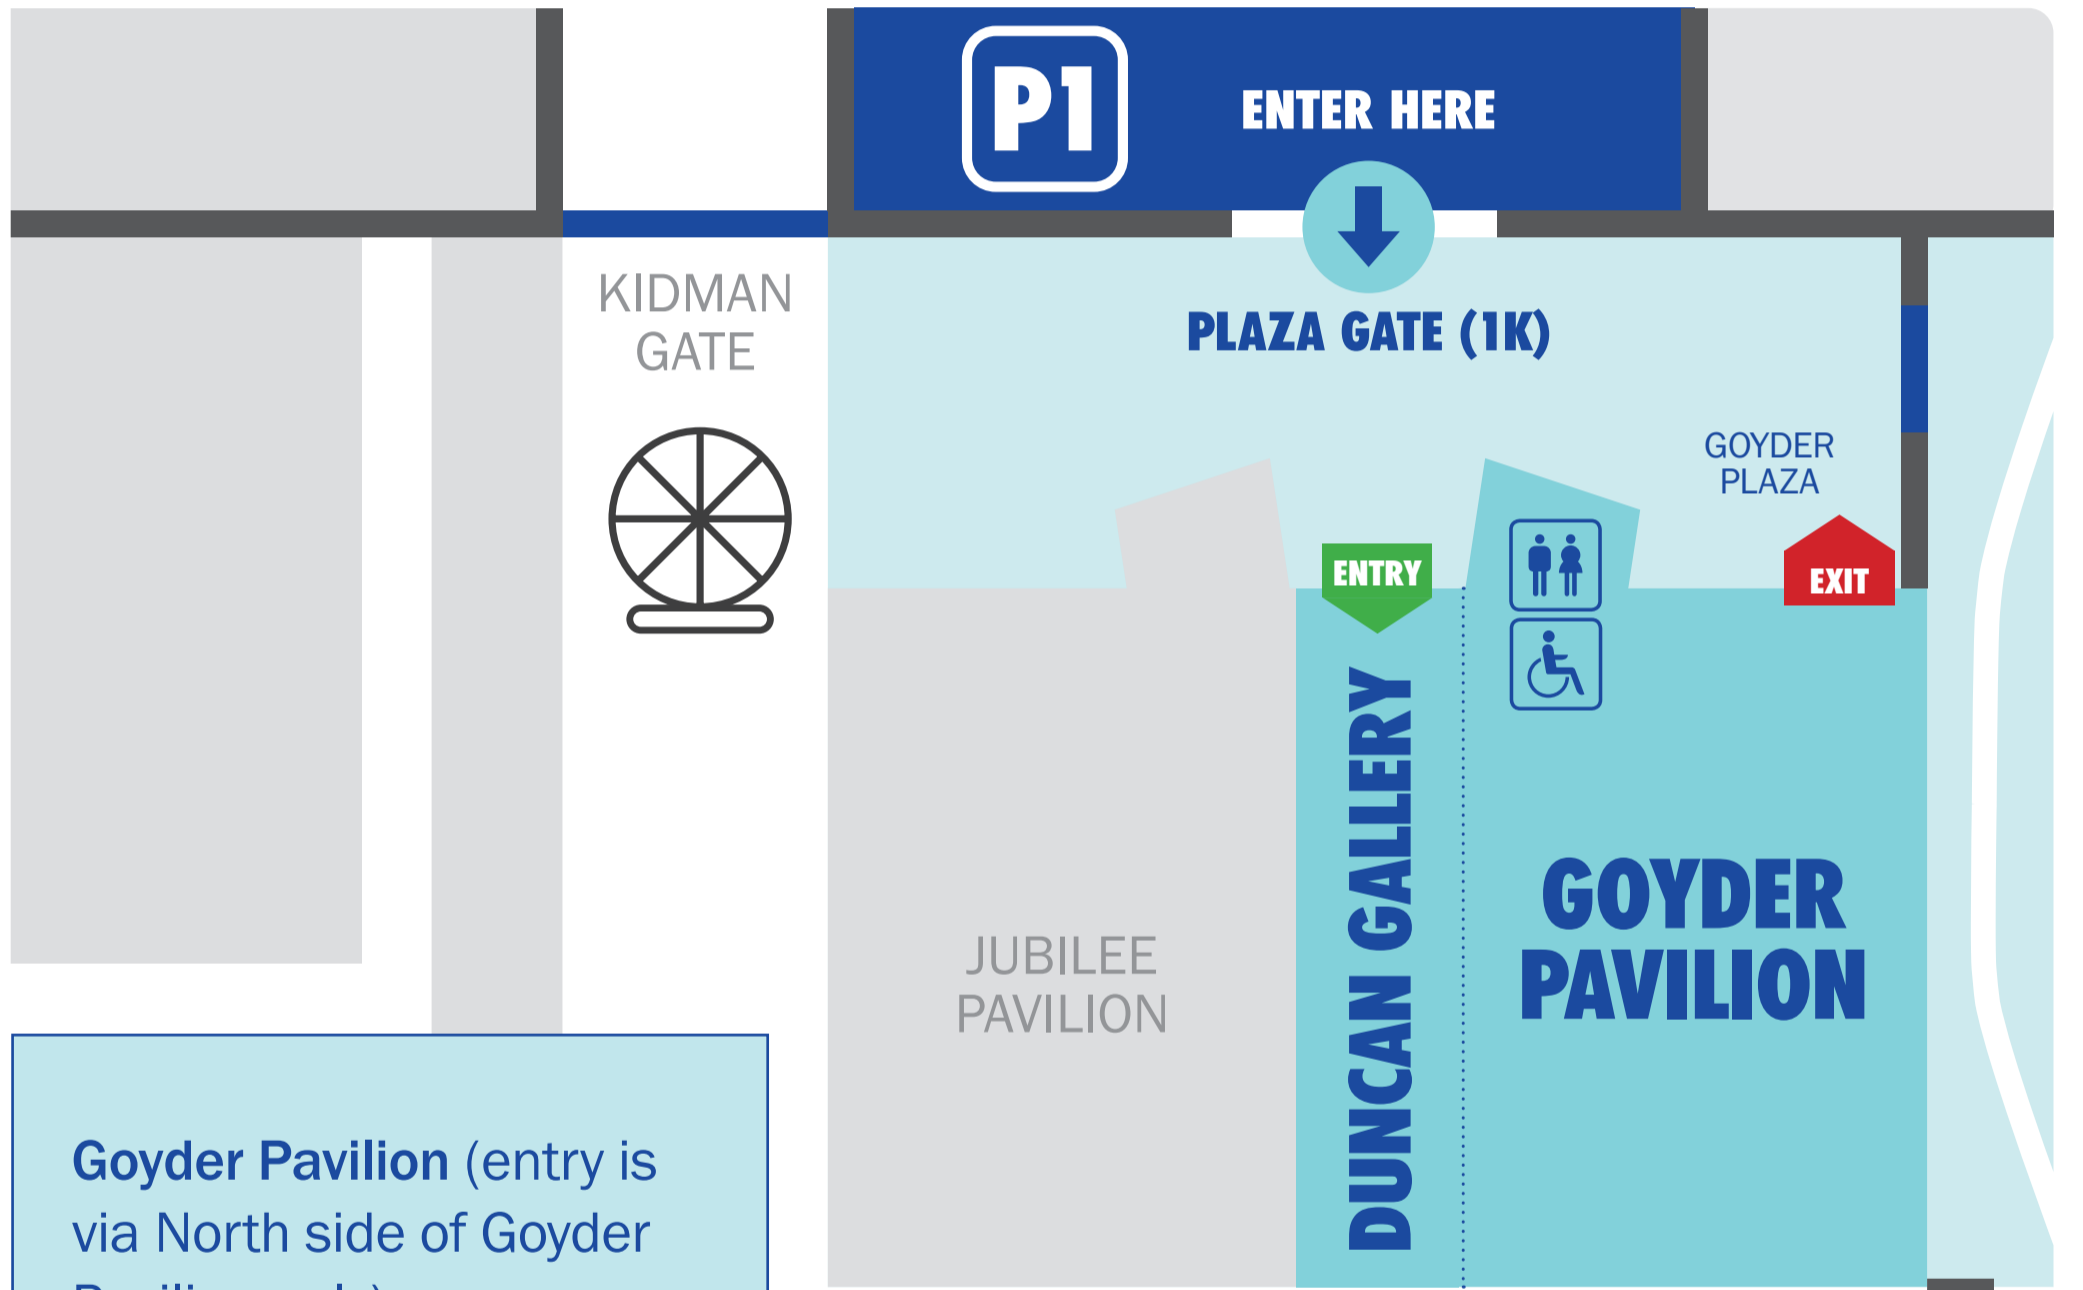 P1
ENTER HERE
KIDMAN
GATE
PLAZA GATE (1K)
GOYDER
PLAZA
ENTRY
EXIT
DUNCAN GALLERY
GOYDER
PAVILION
JUBILEE
PAVILION
Goyder Pavilion (entry is
via North side of Goyder